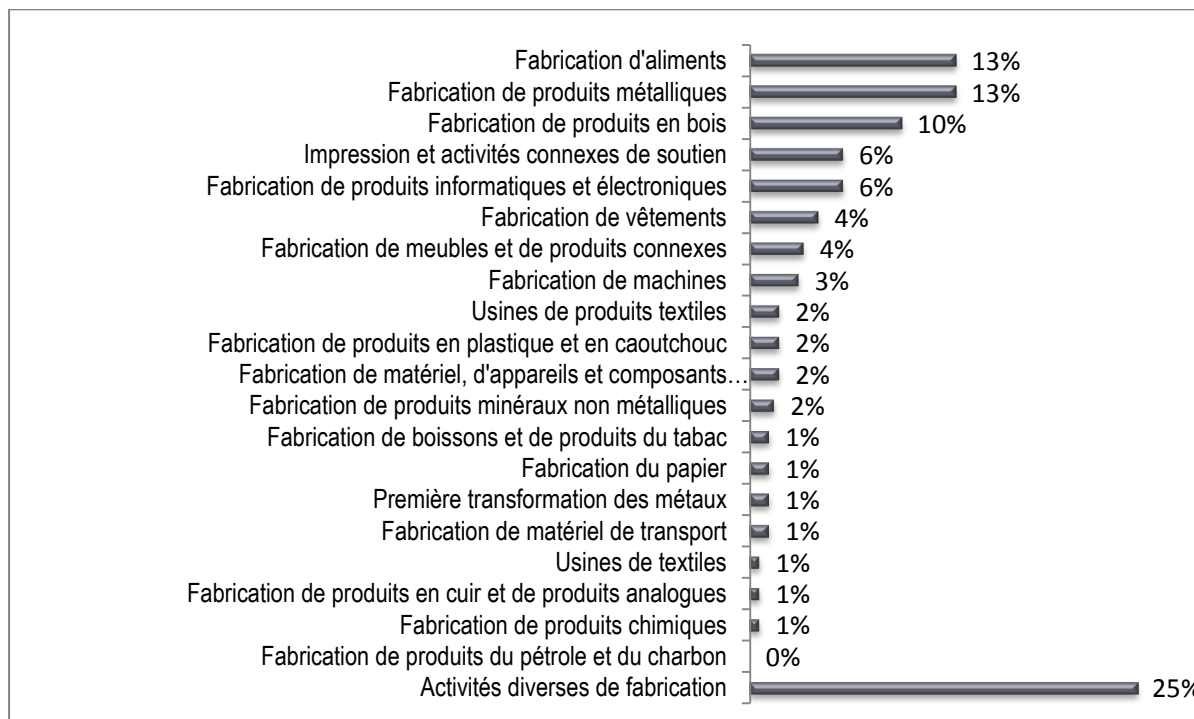 Fabrication d'aliments 13%
Fabrication de produits métalliques 13%
Fabrication de produits en bois 10%
Impression et activités connexes de soutien 6%
Fabrication de produits informatiques et électroniques 6%
Fabrication de vêtements 4%
Fabrication de meubles et de produits connexes 4%
Fabrication de machines 3%
Usines de produits textiles 2%
Fabrication de produits en plastique et en caoutchouc 2%
Fabrication de matériel, d'appareils et composants… 2%
Fabrication de produits minéraux non métalliques 2%
Fabrication de boissons et de produits du tabac 1%
Fabrication du papier 1%
Première transformation des métaux 1%
Fabrication de matériel de transport 1%
Usines de textiles 1%
Fabrication de produits en cuir et de produits analogues 1%
Fabrication de produits chimiques 1%
Fabrication de produits du pétrole et du charbon 0%
Activités diverses de fabrication 25%